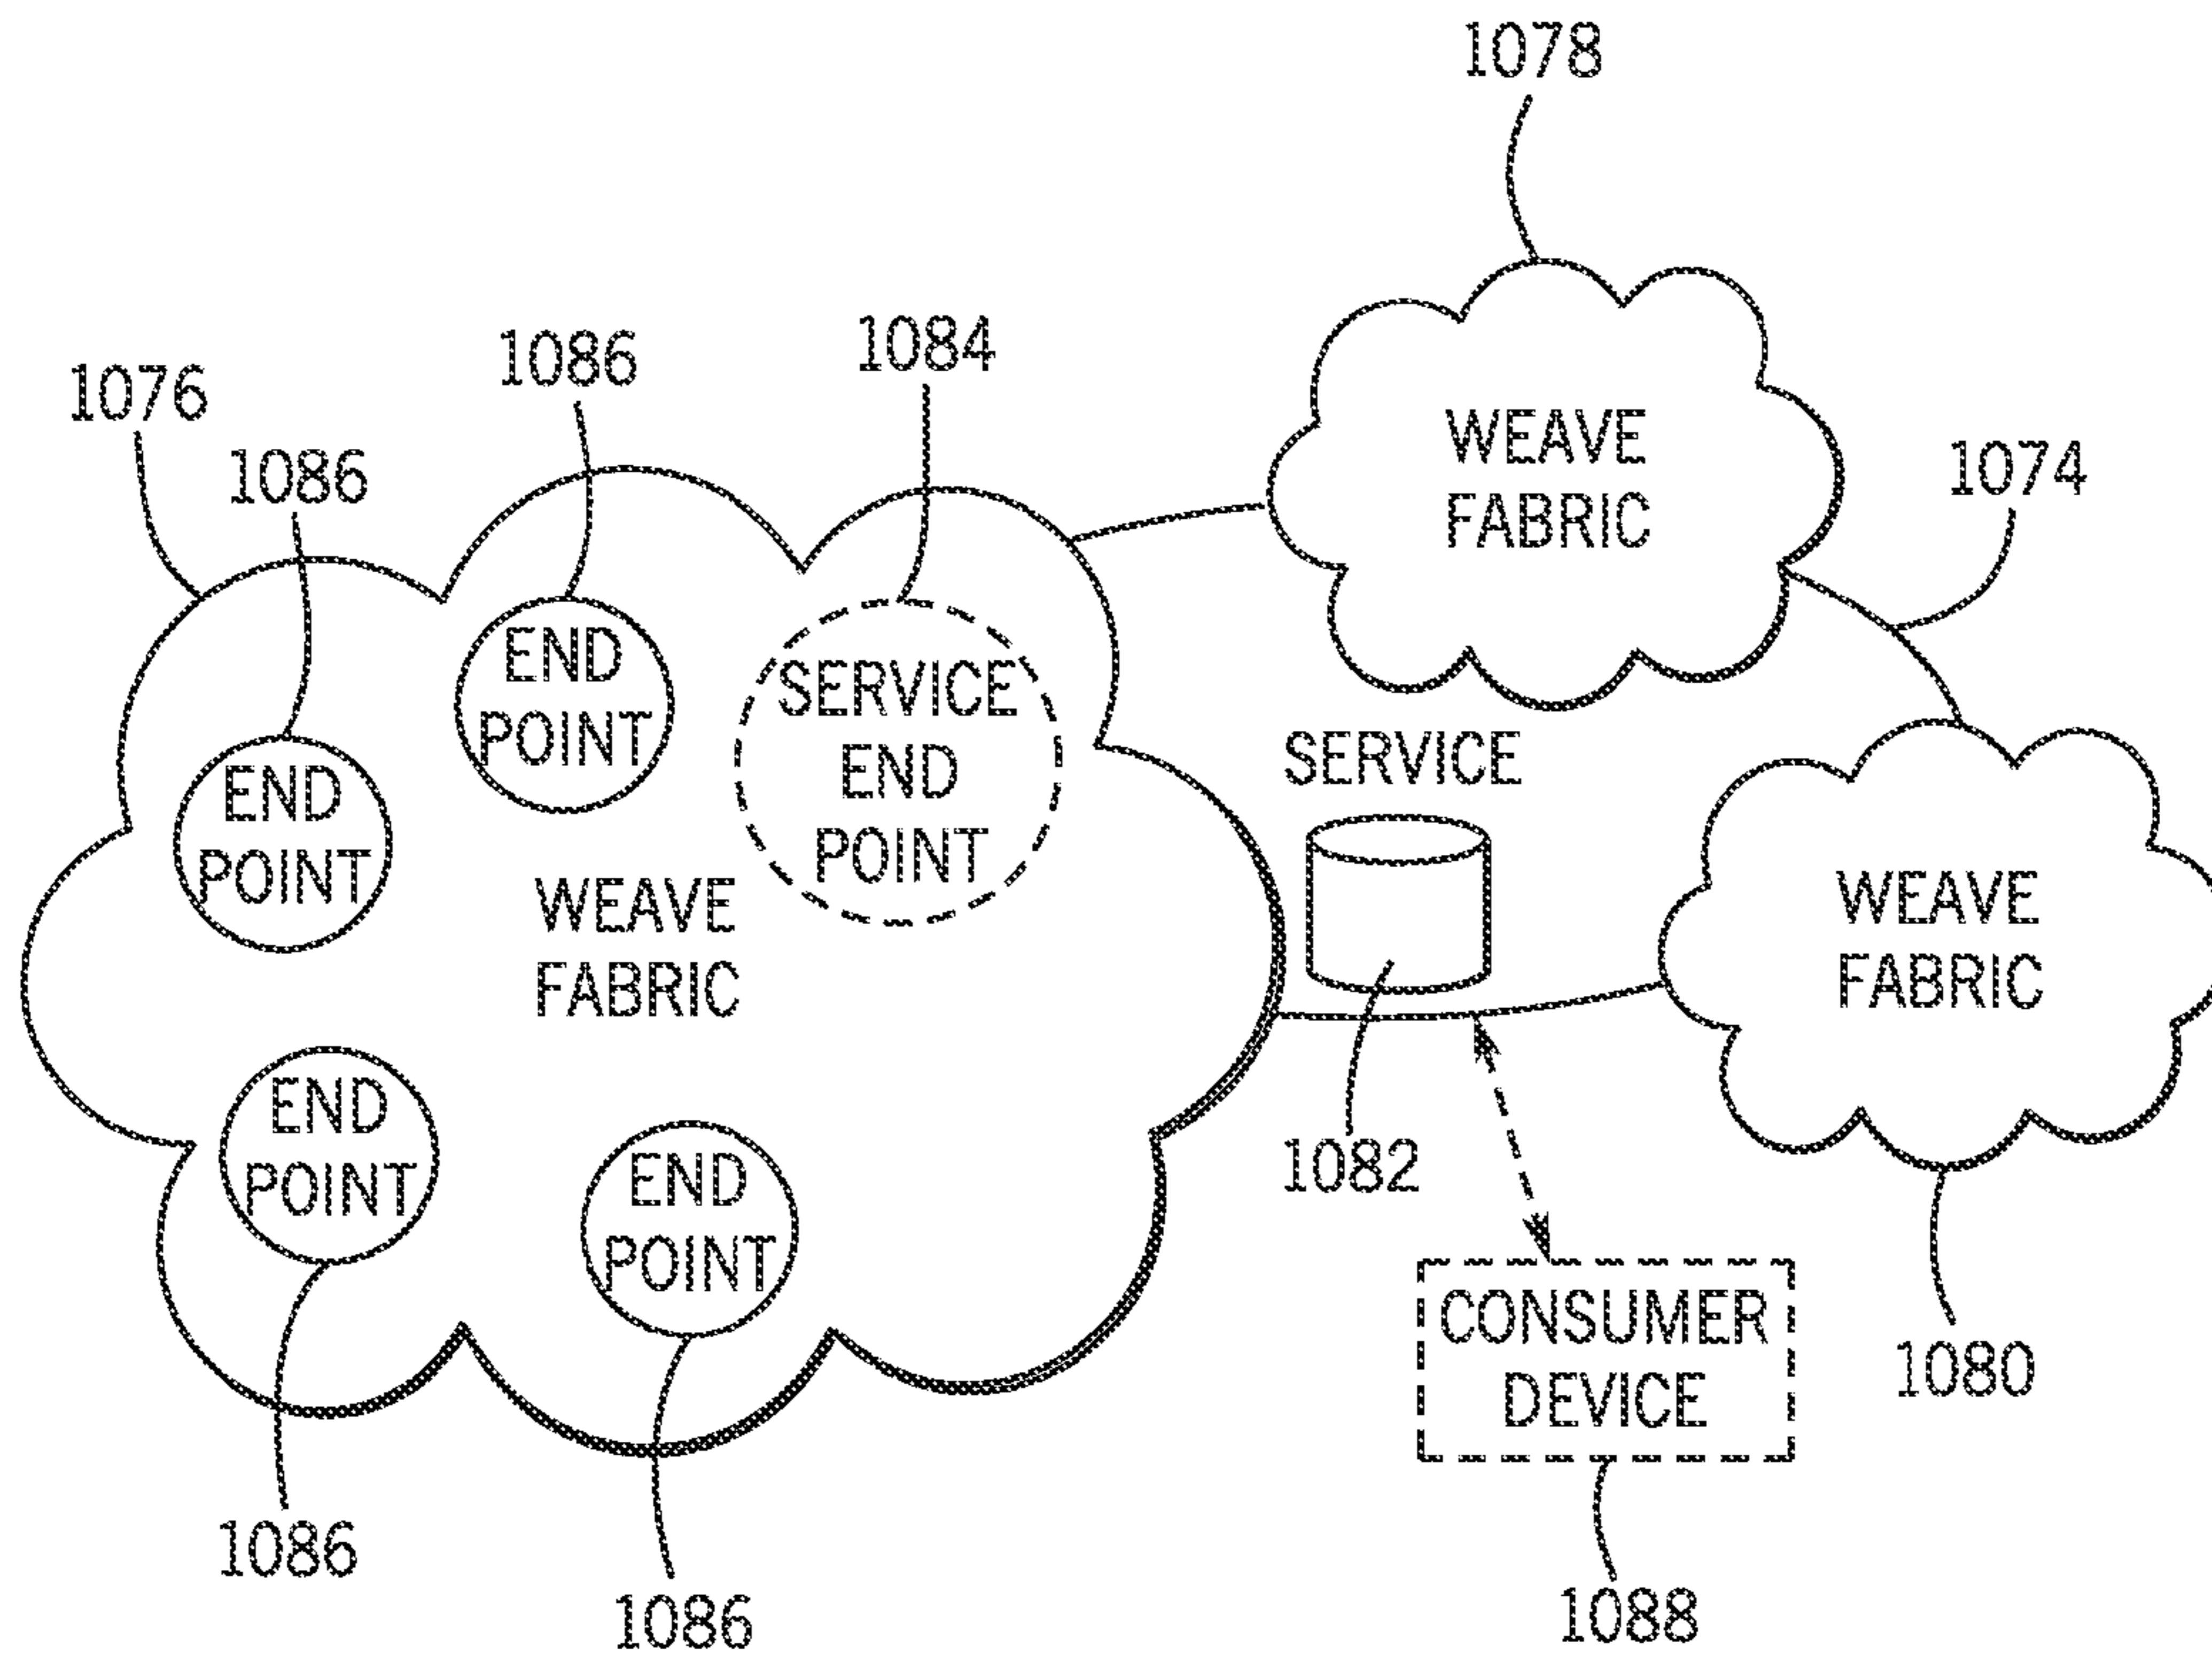 1078
1084
1086
1076
1086
WEAVE
FABRIC
1074
END
POINT
SERVICE
END
POINT
END
POINT
SERVICE
WEAVE
FABRIC
WEAVE
FABRIC
END
POINT
END
POINT
1082
CONSUMER
DEVICE
1080
1086
1086
1088